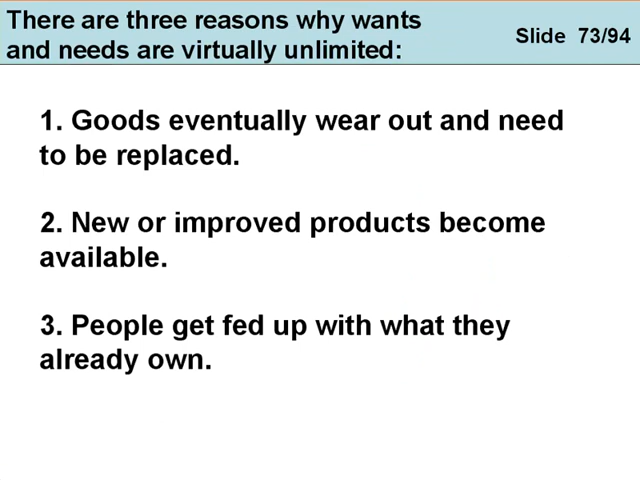 There are three reasons why wants
and needs are virtually unlimited:
Slide 73/94
1. Goods eventually wear out and need
to be replaced.
2. New or improved products become
available.
3. People get fed up with what they
already own.